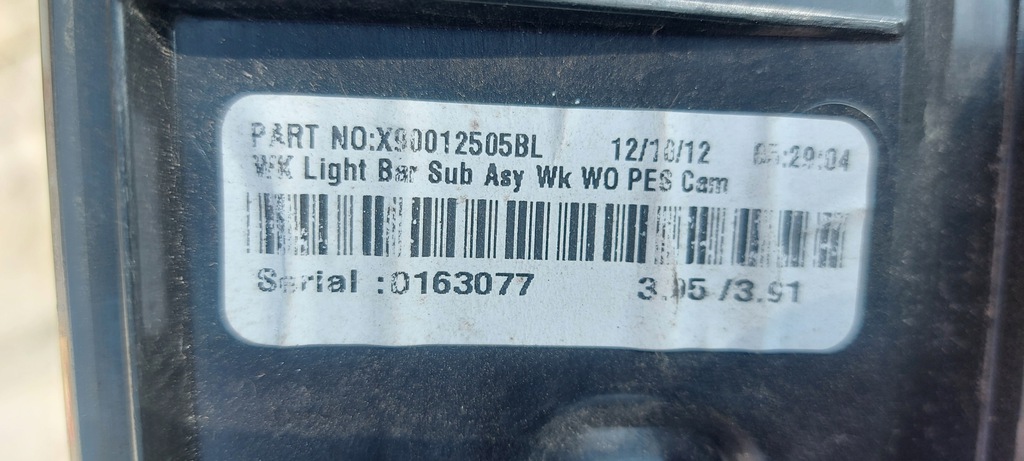 PART NO:X90012505BL 12/10/12 05:29:04
WK Light Bar Sub Asy Wk WO PES Cam
Serial :0163077 3.95 /3.91